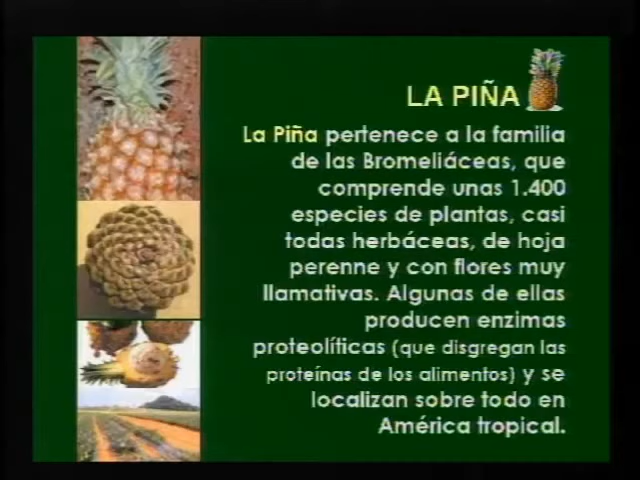 LA PIÑA
La Piña pertenece a la familia
de las Bromeliáceas, que
comprende unas 1.400
especies de plantas, casi
todas herbáceas, de hoja
perenne y con flores muy
llamativas. Algunas de ellas
producen enzimas
proteolíticas (que disgregan las
proteínas de los alimentos) y se
localizan sobre todo en
América tropical.